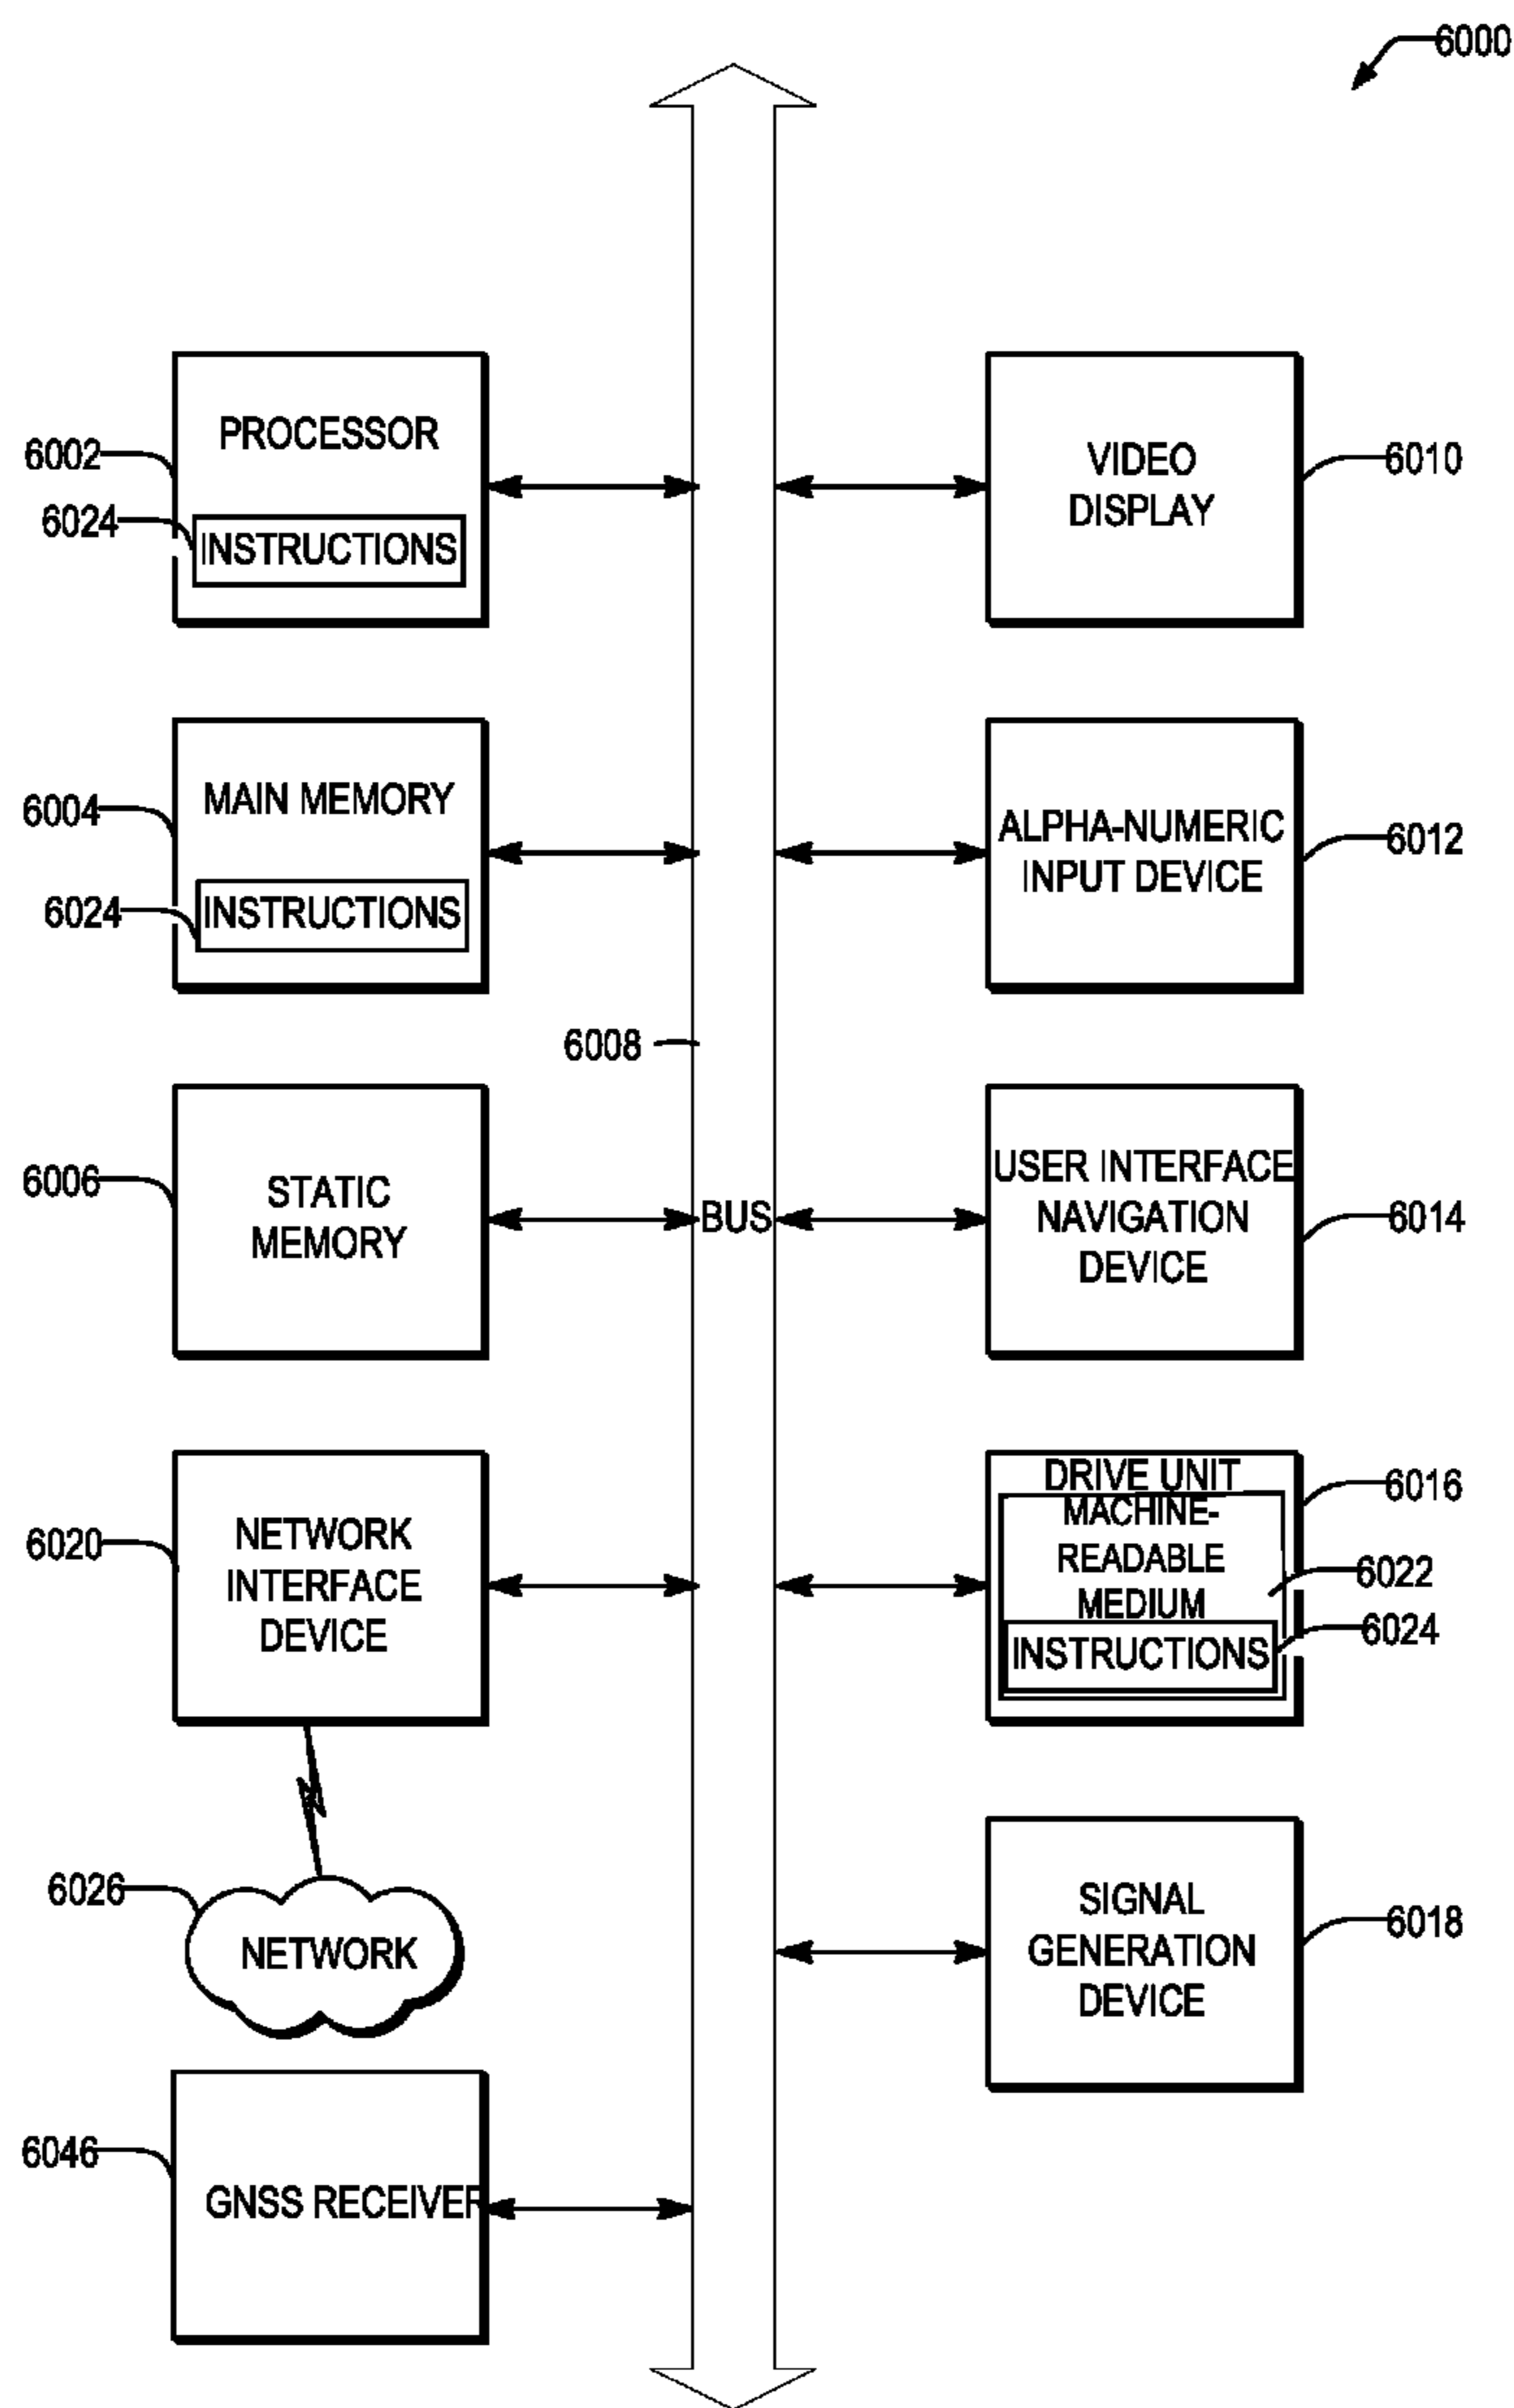 6000
PROCESSOR
6002
6024
INSTRUCTIONS
VIDEO
DISPLAY
6010
MAIN MEMORY
6004
6024
INSTRUCTIONS
ALPHA-NUMERIC
INPUT DEVICE
6012
6008
6006
STATIC
MEMORY
BUS
USER INTERFACE
NAVIGATION
DEVICE
6014
6020
NETWORK
INTERFACE
DEVICE
DRIVE UNIT
6016
MACHINE-
READABLE
MEDIUM
6022
INSTRUCTIONS
6024
6026
NETWORK
SIGNAL
GENERATION
DEVICE
6018
6046
GNSS RECEIVER